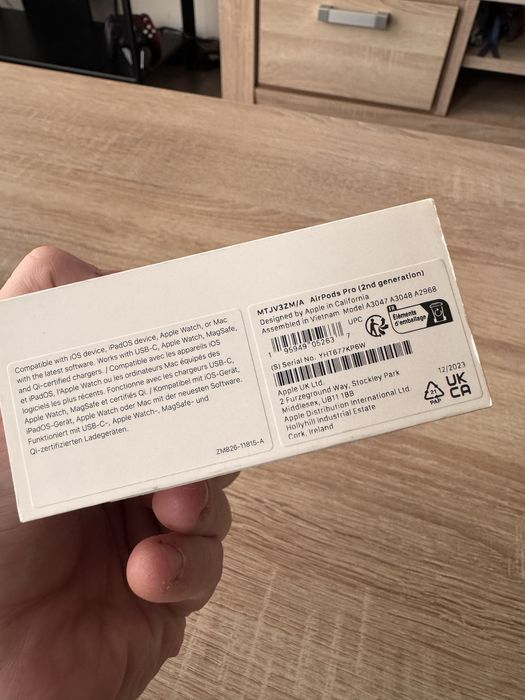 Compatible with iOS device, iPadOS device, Apple Watch, or Mac
with the latest software. Works with USB-C, Apple Watch, MagSafe,
and Qi-certified chargers. / Compatible avec les appareils iOS
et iPadOS, l'Apple Watch ou les ordinateurs Mac équipés des
logiciels les plus récents. Fonctionne avec les chargeurs USB-C,
Apple Watch, MagSafe et certifiés Qi. / Kompatibel mit iOS-Gerät,
iPadOS-Gerät, Apple Watch oder Mac mit der neuesten Software.
Funktioniert mit USB-C-, Apple Watch-, MagSafe- und
Qi-zertifizierten Ladegeräten.
ZM826-11815-A
MTJV3ZM/A AirPods Pro (2nd generation)
Designed by Apple in California
Assembled in Vietnam Model A3047 A3048 A2968
UPC
1 95949 05263 7
FR
Éléments
d'emballage
(S) Serial No. YHT677KP6W
Apple UK Ltd.
2 Furzeground Way, Stockley Park
Middlesex, UB11 1BB
Apple Distribution International Ltd.
Hollyhill Industrial Estate
Cork, Ireland
12/2023
21
PAP
UK
CA